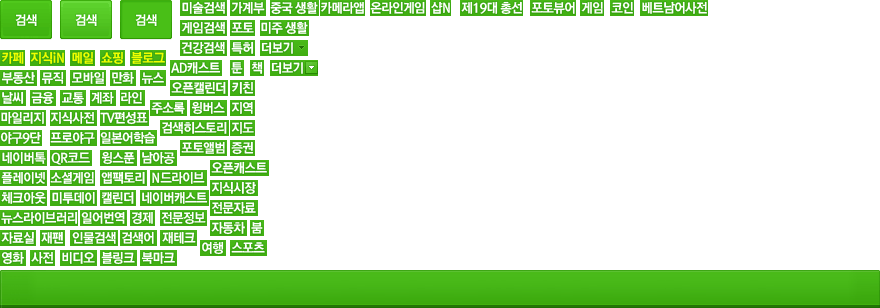 검색 검색 검색
미술검색 가계부 중국 생활 카메라앱 온라인게임 샵N 제19대 총선 포토뷰어 게임 코인 베트남어사전
게임검색 포토 미주 생활
건강검색 특허 더보기
카페 지식iN 메일 쇼핑 블로그
AD캐스트 툰 책 더보기
부동산 뮤직 모바일 만화 뉴스
오픈캘린더 키친
날씨 금융 교통 계좌 라인
주소록 윙버스 지역
마일리지 지식사전 TV편성표
검색히스토리 지도
야구9단 프로야구 일본어학습
포토앨범 증권
네이버톡 QR코드 윙스푼 남아공
오픈캐스트
플레이넷 소셜게임 앱팩토리 N드라이브
지식시장
체크아웃 미투데이 캘린더 네이버캐스트
전문자료
뉴스라이브러리 일어번역 경제 전문정보
자동차 붐
자료실 재팬 인물검색 검색어 재테크
여행 스포츠
영화 사전 비디오 블링크 북마크